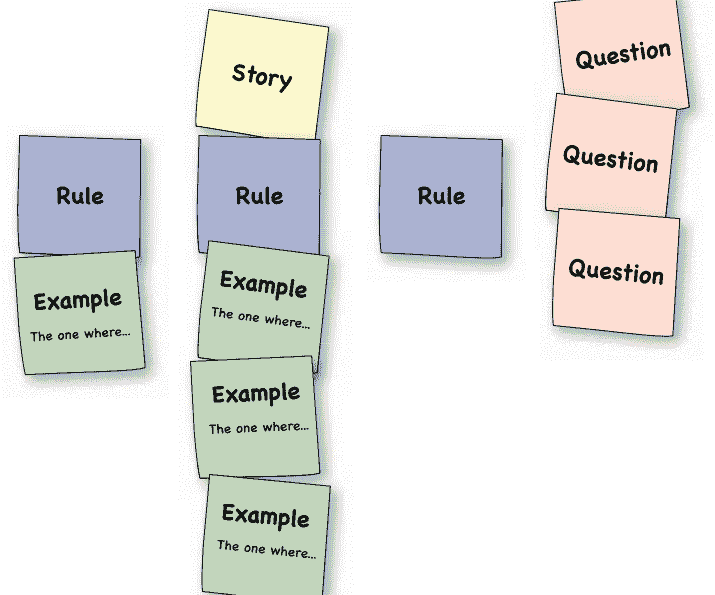 Story
Rule
Example
The one where...
Rule
Example
The one where...
Example
The one where...
Example
The one where...
Rule
Question
Question
Question